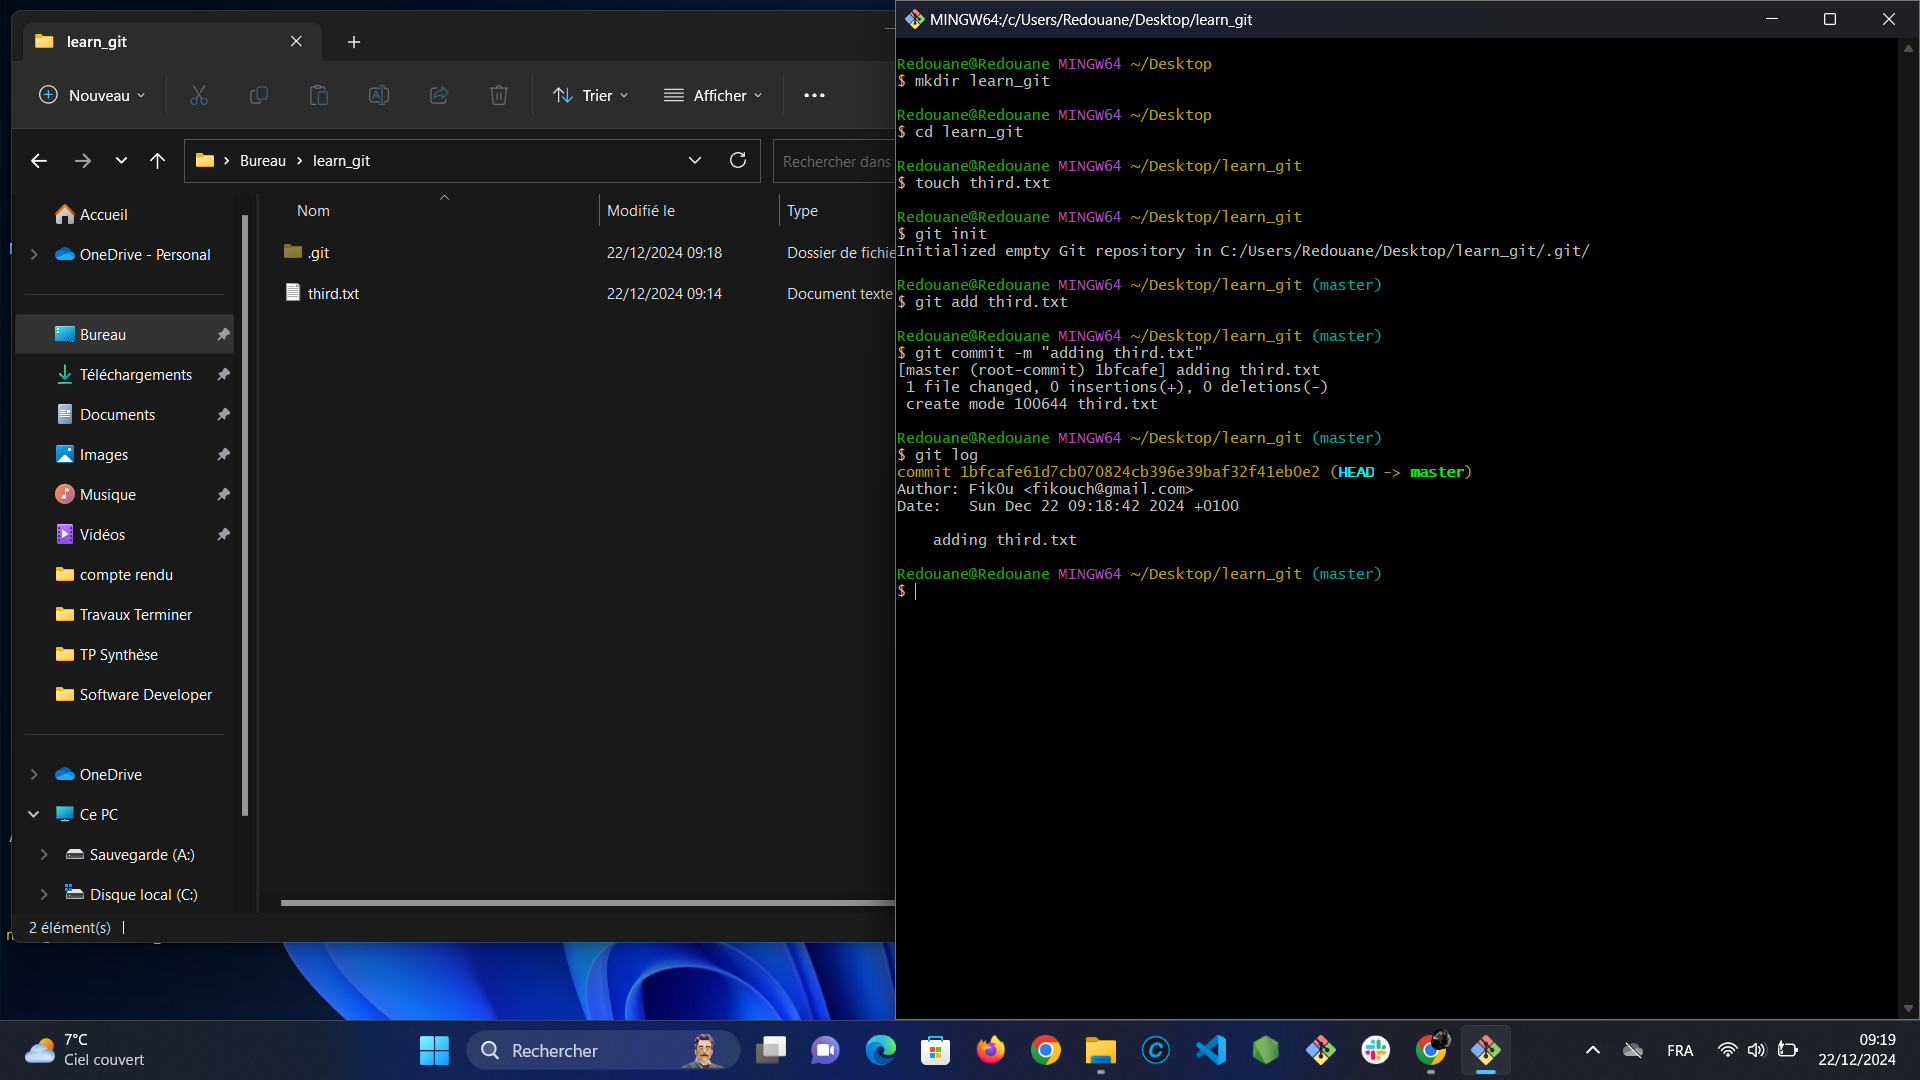 learn_git
Nouveau
Trier
Afficher
Bureau
learn_git
Rechercher dans
Nom
Modifié le
Type
.git
22/12/2024 09:18
Dossier de fichie
third.txt
22/12/2024 09:14
Document texte
Accueil
OneDrive - Personal
Bureau
Téléchargements
Documents
Images
Musique
Vidéos
compte rendu
Travaux Terminer
TP Synthèse
Software Developer
OneDrive
Ce PC
Sauvegarde (A:)
Disque local (C:)
2 élément(s)
MINGW64:/c/Users/Redouane/Desktop/learn_git
Redouane@Redouane MINGW64 ~/Desktop
$ mkdir learn_git
Redouane@Redouane MINGW64 ~/Desktop
$ cd learn_git
Redouane@Redouane MINGW64 ~/Desktop/learn_git
$ touch third.txt
Redouane@Redouane MINGW64 ~/Desktop/learn_git
$ git init
Initialized empty Git repository in C:/Users/Redouane/Desktop/learn_git/.git/
Redouane@Redouane MINGW64 ~/Desktop/learn_git (master)
$ git add third.txt
Redouane@Redouane MINGW64 ~/Desktop/learn_git (master)
$ git commit -m "adding third.txt"
[master (root-commit) 1bfcafe] adding third.txt
1 file changed, 0 insertions(+), 0 deletions(-)
create mode 100644 third.txt
Redouane@Redouane MINGW64 ~/Desktop/learn_git (master)
$ git log
commit 1bfcafe61d7cb070824cb396e39baf32f41eb0e2 (HEAD -> master)
Author: Fik0u <fikouch@gmail.com>
Date:   Sun Dec 22 09:18:42 2024 +0100
adding third.txt
Redouane@Redouane MINGW64 ~/Desktop/learn_git (master)
$
7°C
Ciel couvert
Rechercher
FRA
09:19
22/12/2024